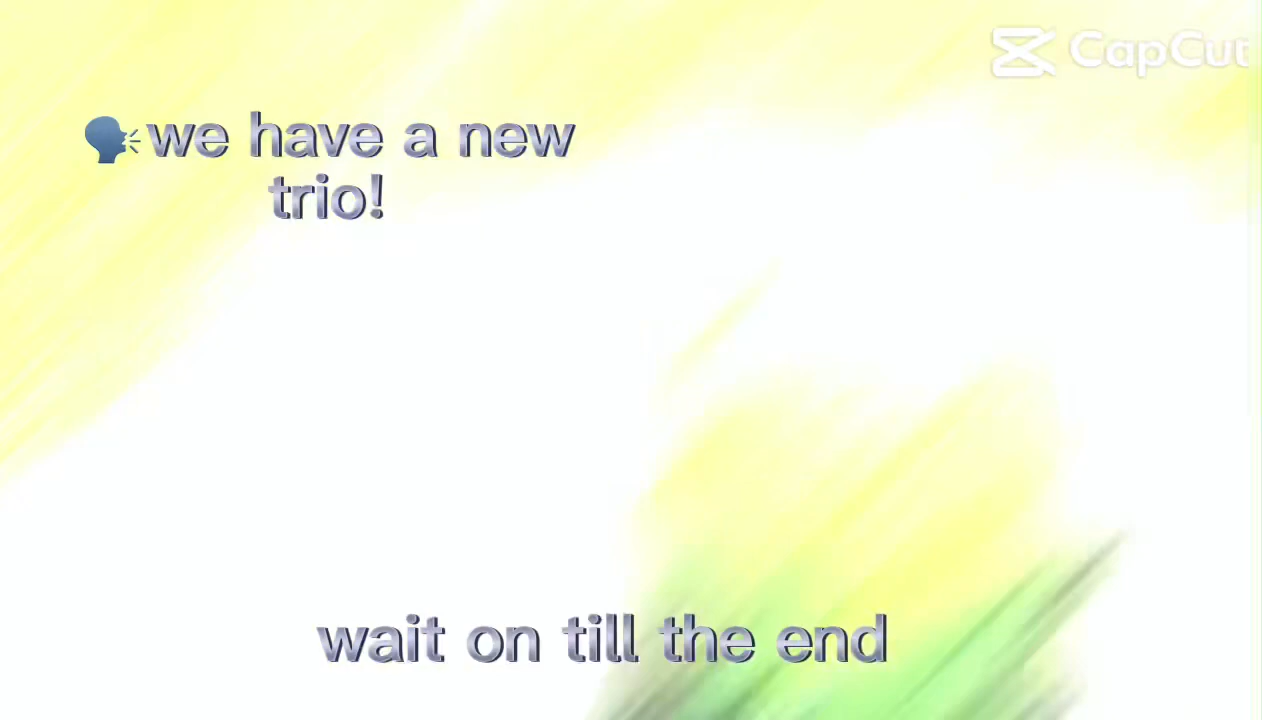 CapCut
🗣️we have a new
trio!
wait on till the end